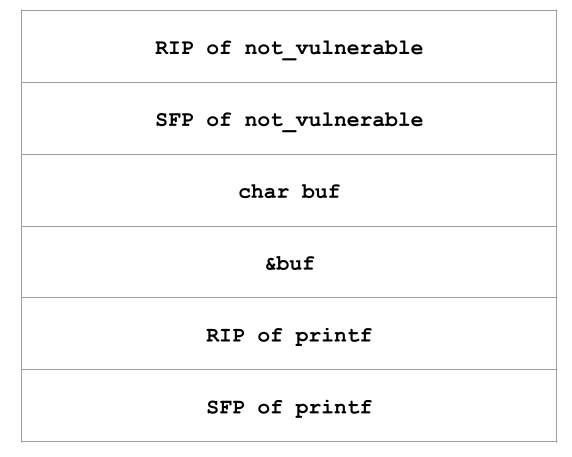 RIP of not_vulnerable
SFP of not_vulnerable
char buf
&buf
RIP of printf
SFP of printf